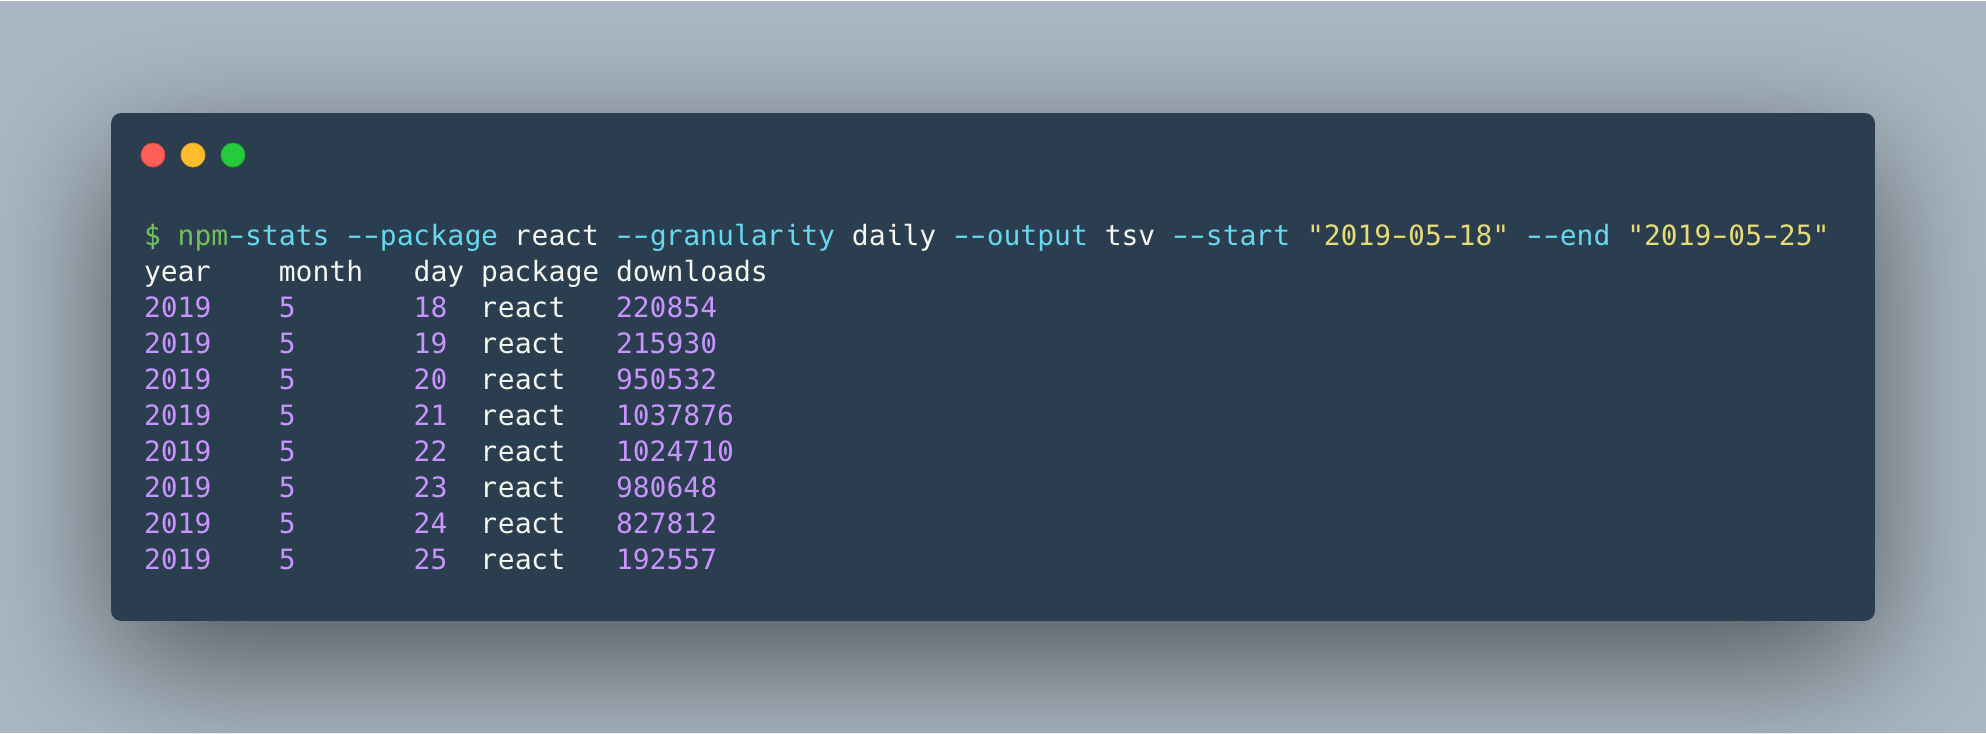 $ npm-stats --package react --granularity daily --output tsv --start "2019-05-18" --end "2019-05-25"
year    month   day package downloads
2019    5       18  react   220854
2019    5       19  react   215930
2019    5       20  react   950532
2019    5       21  react   1037876
2019    5       22  react   1024710
2019    5       23  react   980648
2019    5       24  react   827812
2019    5       25  react   192557